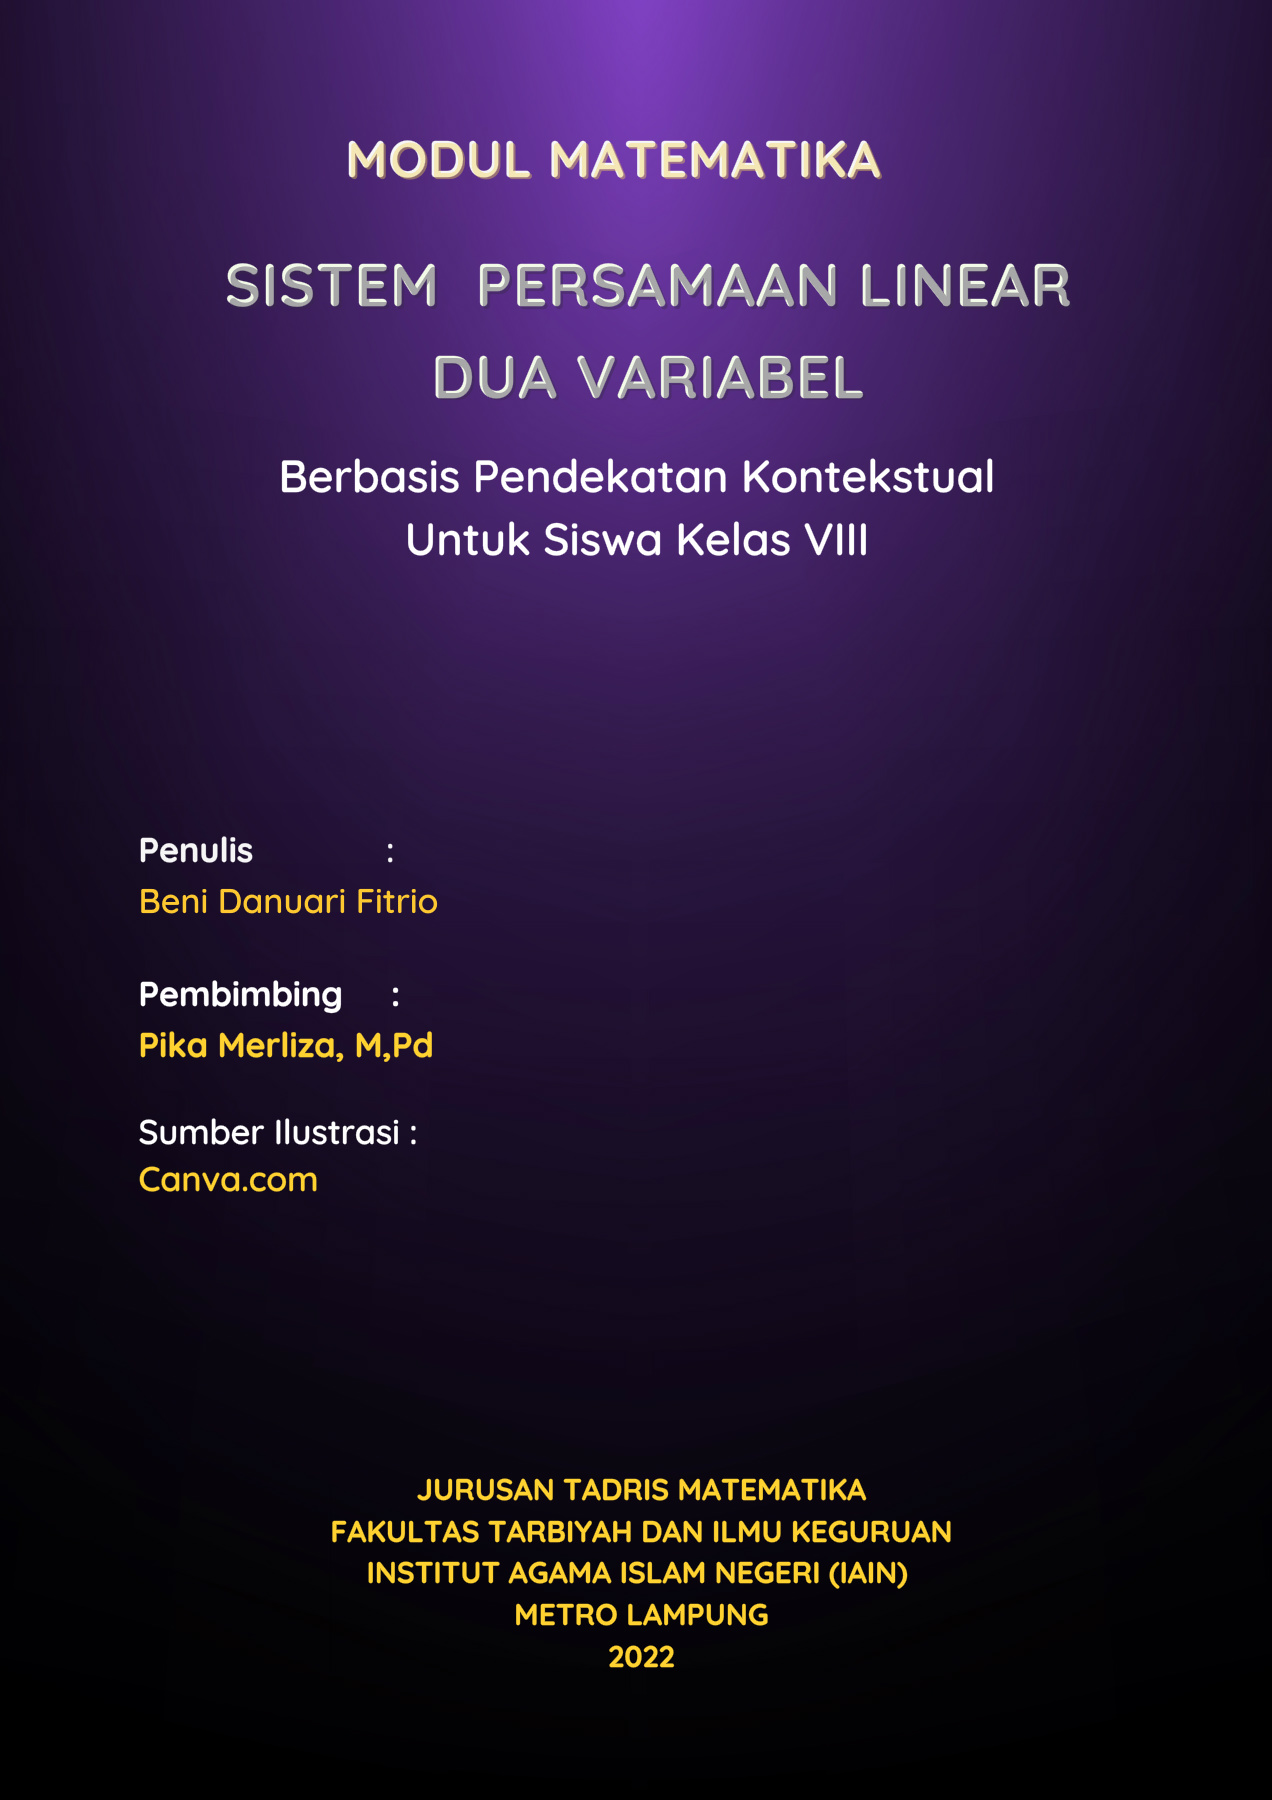 MODUL MATEMATIKA
SISTEM PERSAMAAN LINEAR
DUA VARIABEL
Berbasis Pendekatan Kontekstual
Untuk Siswa Kelas VIII
Penulis :
Beni Danuari Fitrio
Pembimbing :
Pika Merliza, M,Pd
Sumber Ilustrasi :
Canva.com
JURUSAN TADRIS MATEMATIKA
FAKULTAS TARBIYAH DAN ILMU KEGURUAN
INSTITUT AGAMA ISLAM NEGERI (IAIN)
METRO LAMPUNG
2022